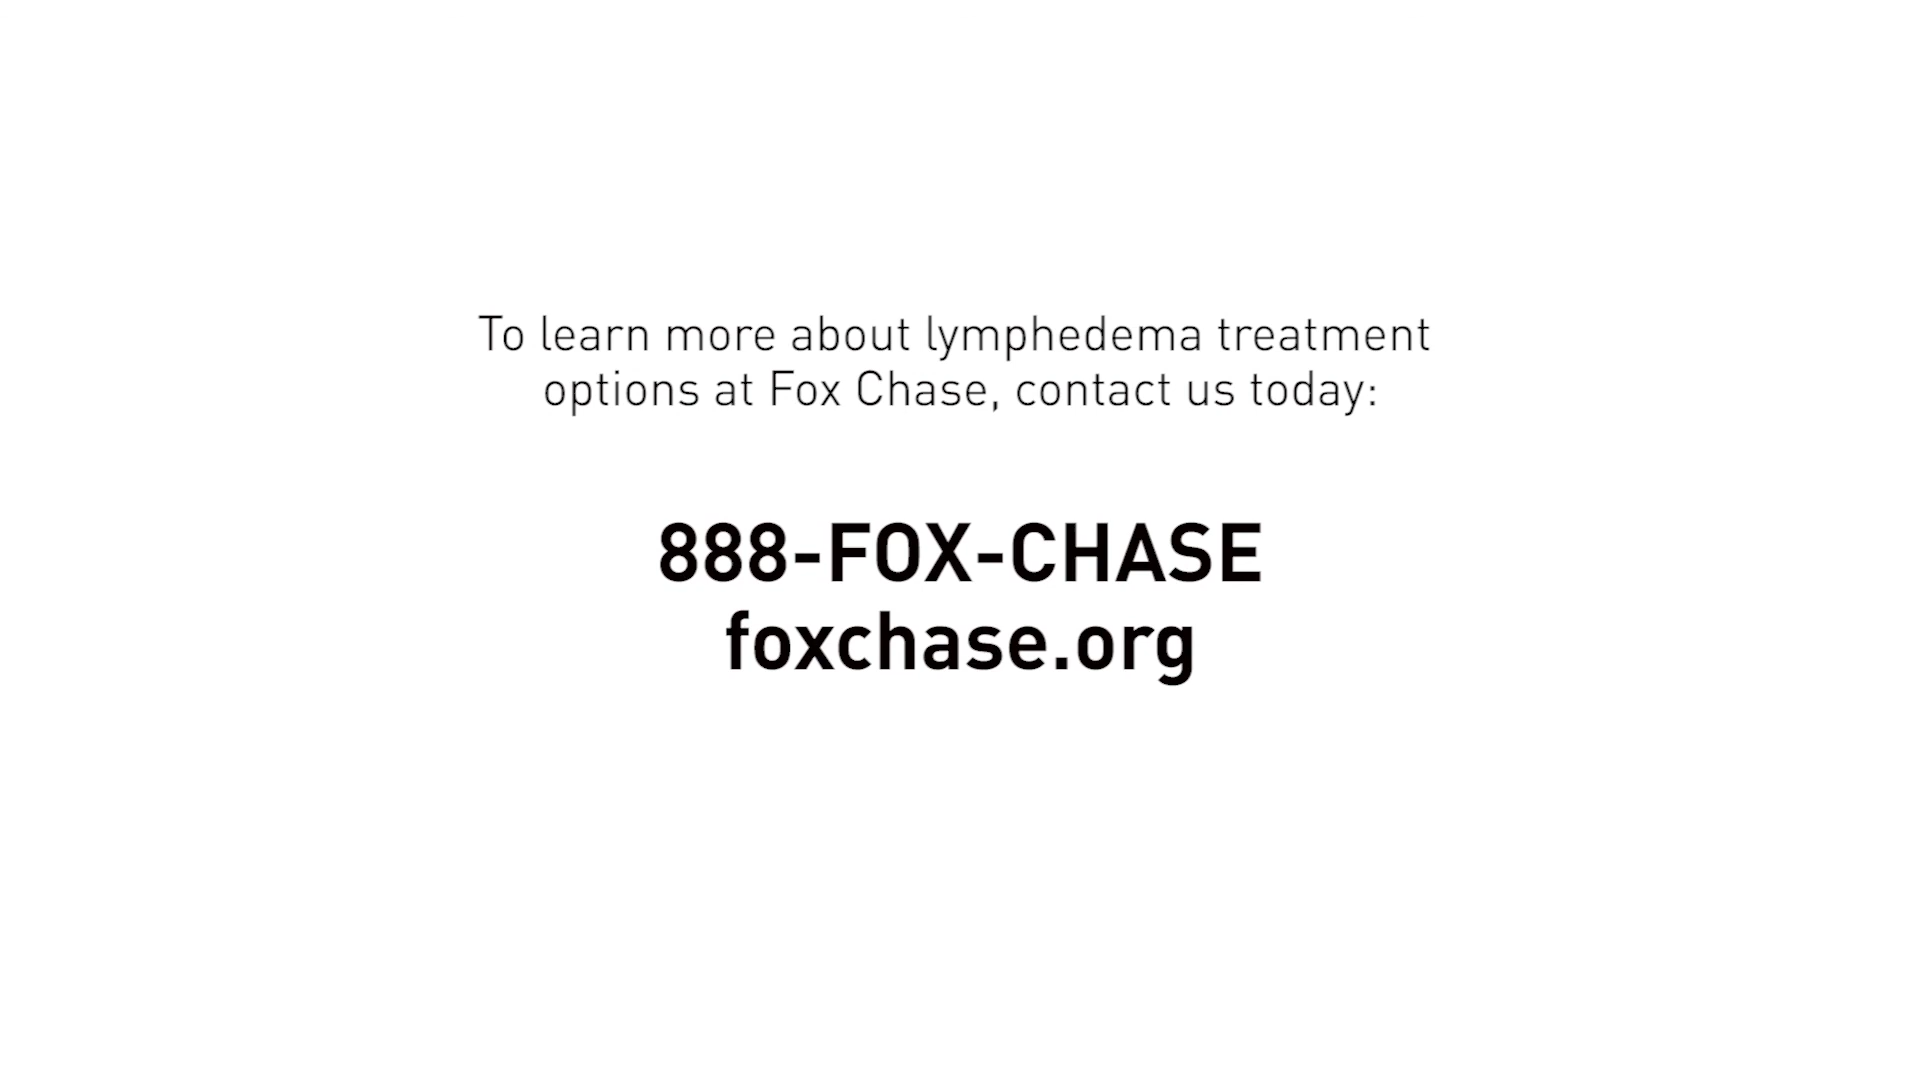 To learn more about lymphedema treatment
options at Fox Chase, contact us today:
888-FOX-CHASE
foxchase.org